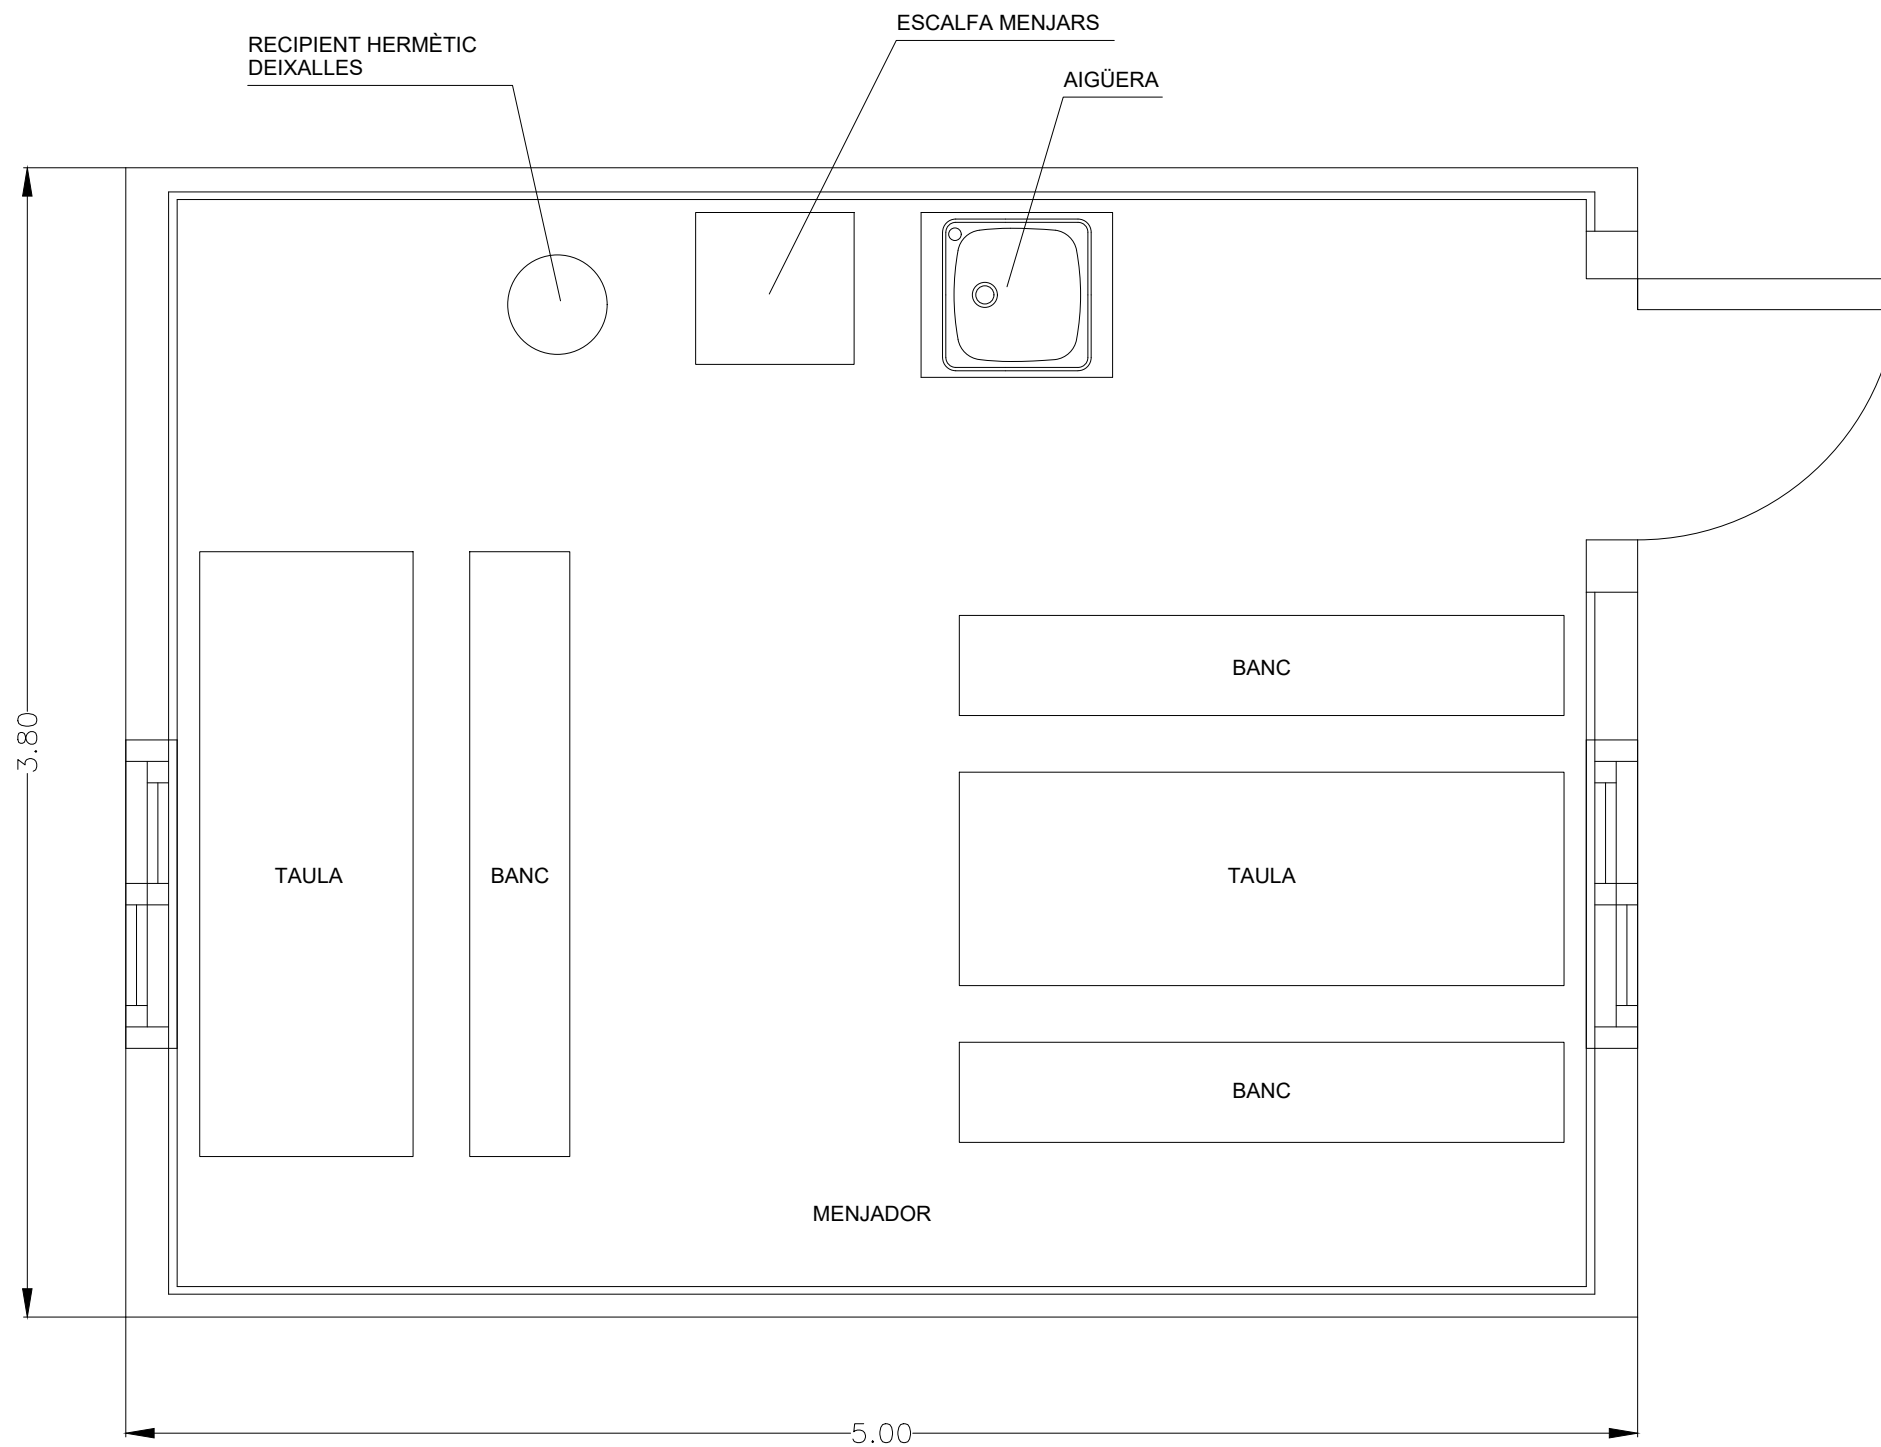 ESCALFA MENJARS
RECIPIENT HERMÈTIC
DEIXALLES
AIGÜERA
BANC
3.80
TAULA
BANC
TAULA
BANC
MENJADOR
5.00